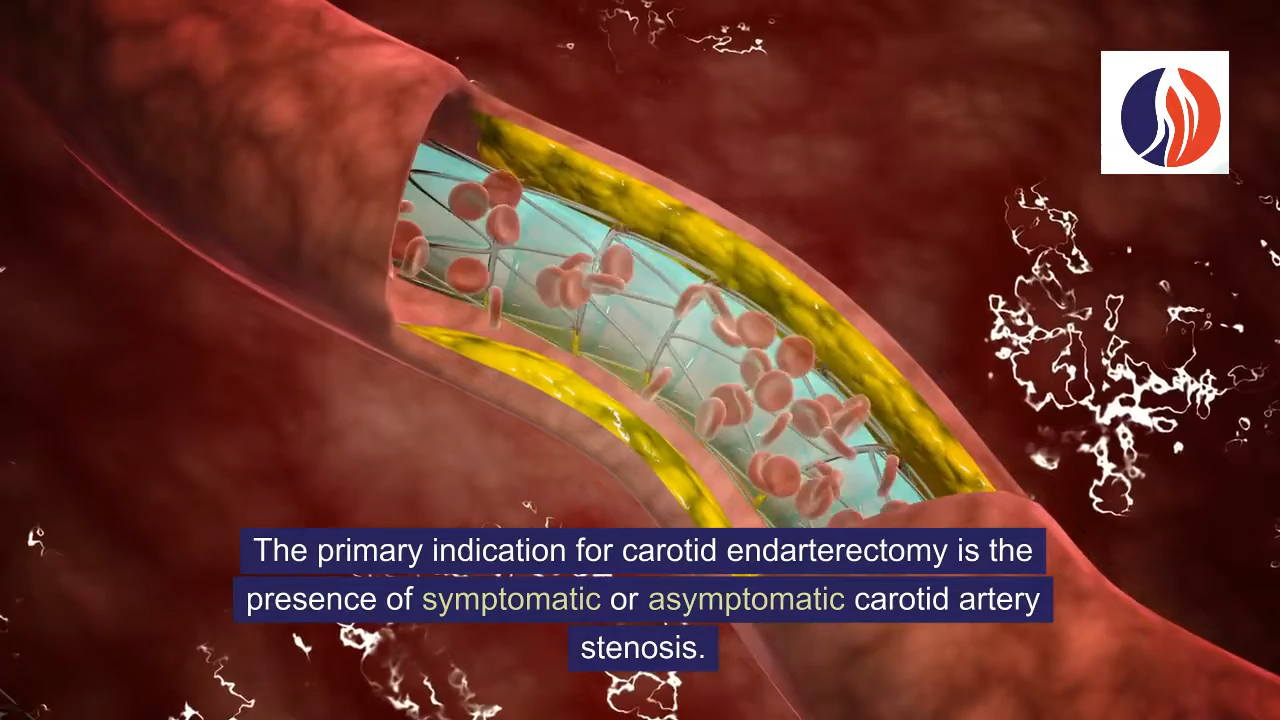 The primary indication for carotid endarterectomy is the
presence of symptomatic or asymptomatic carotid artery
stenosis.